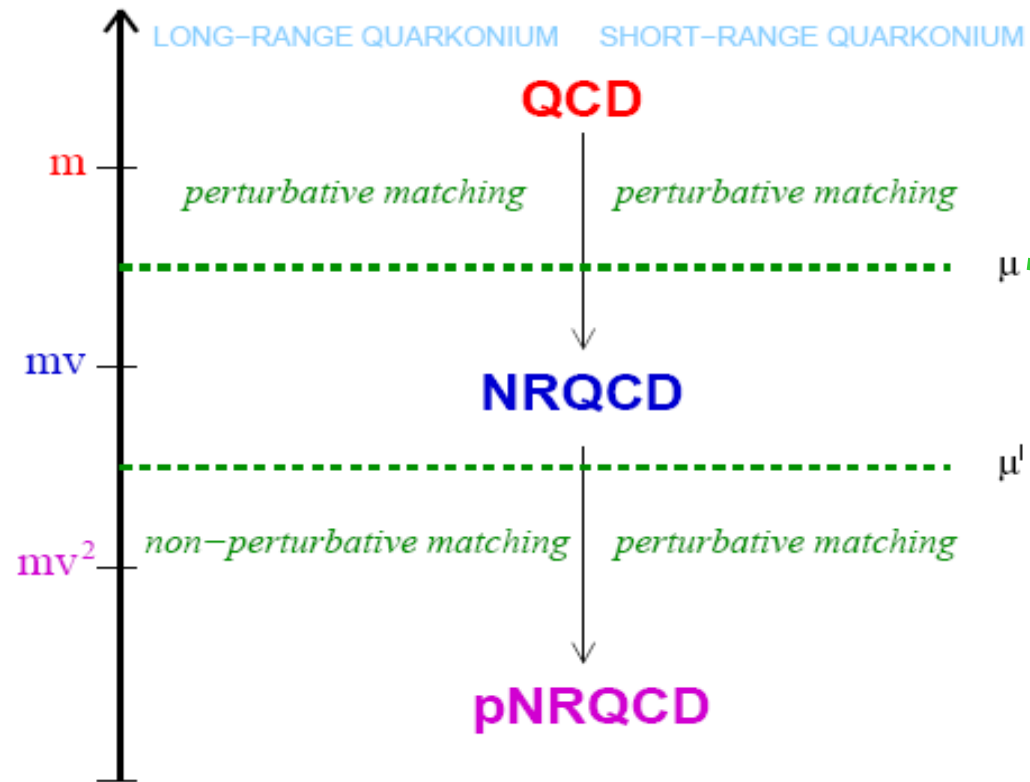 LONG−RANGE QUARKONIUM SHORT−RANGE QUARKONIUM
QCD
m
perturbative matching perturbative matching
μ
mv
NRQCD
μ'
non−perturbative matching perturbative matching
mv²
pNRQCD